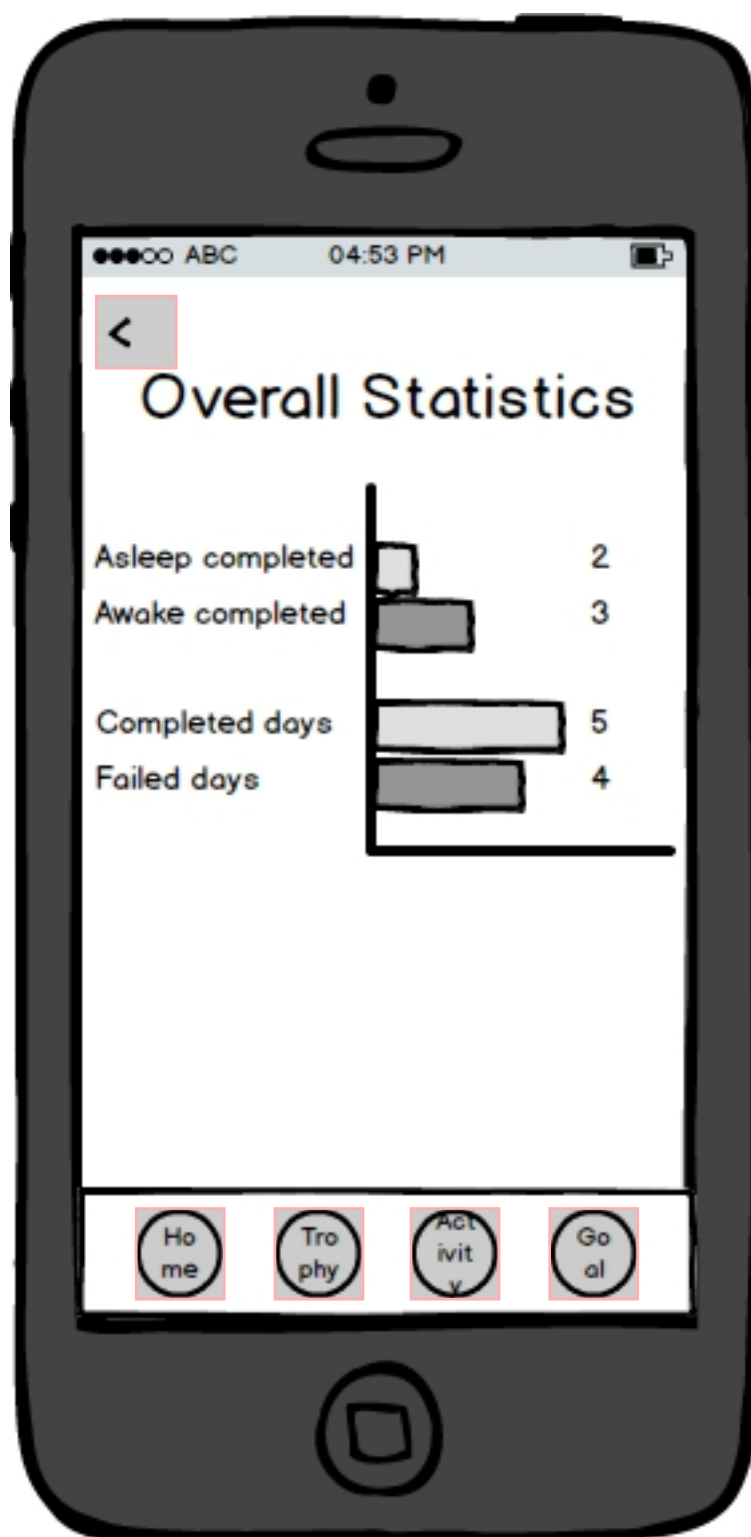 ABC 04:53 PM
<
Overall Statistics
Asleep completed 2
Awake completed 3
Completed days 5
Failed days 4
Ho
me
Tro
phy
Act
ivit
y
Go
al